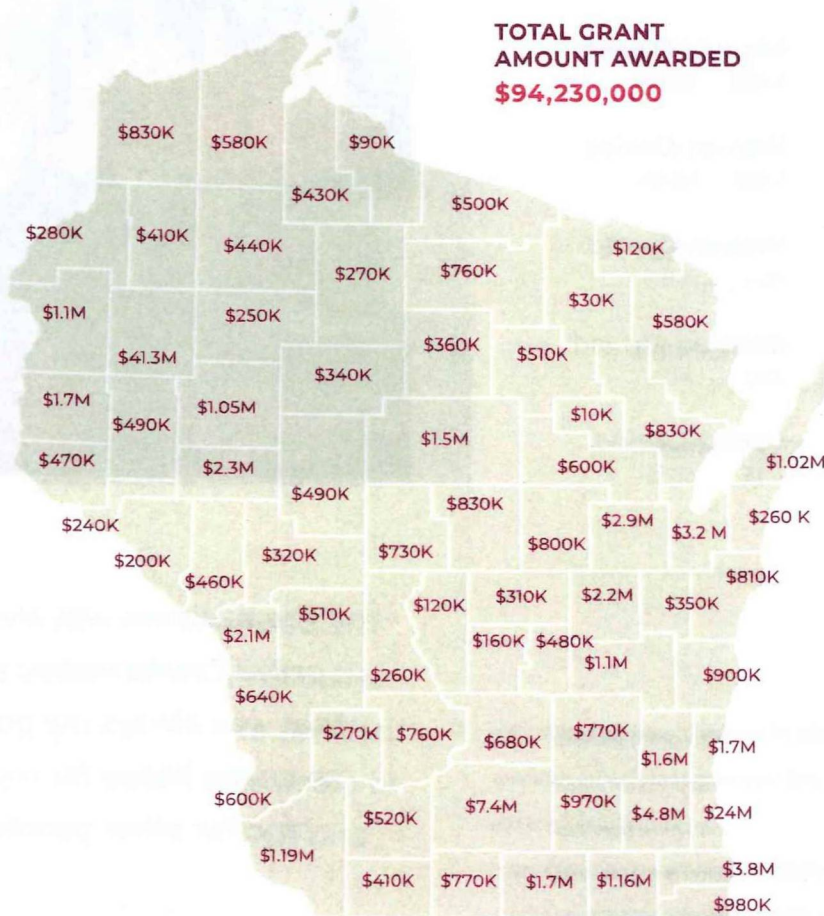 TOTAL GRANT
AMOUNT AWARDED
$94,230,000
$830K
$580K
$90K
$430K
$500K
$280K
$410K
$440K
$120K
$270K
$760K
$30K
$1.1M
$250K
$580K
$41.3M
$360K
$510K
$340K
$1.7M
$490K
$1.05M
$10K
$830K
$1.5M
$470K
$2.3M
$600K
$1.02M
$490K
$830K
$240K
$2.9M
$3.2 M
$260 K
$200K
$320K
$730K
$800K
$460K
$810K
$510K
$120K
$310K
$2.2M
$350K
$2.1M
$160K
$480K
$1.1M
$260K
$900K
$640K
$270K
$760K
$680K
$770K
$1.6M
$1.7M
$600K
$520K
$7.4M
$970K
$4.8M
$24M
$1.19M
$410K
$770K
$1.7M
$1.16M
$3.8M
$980K